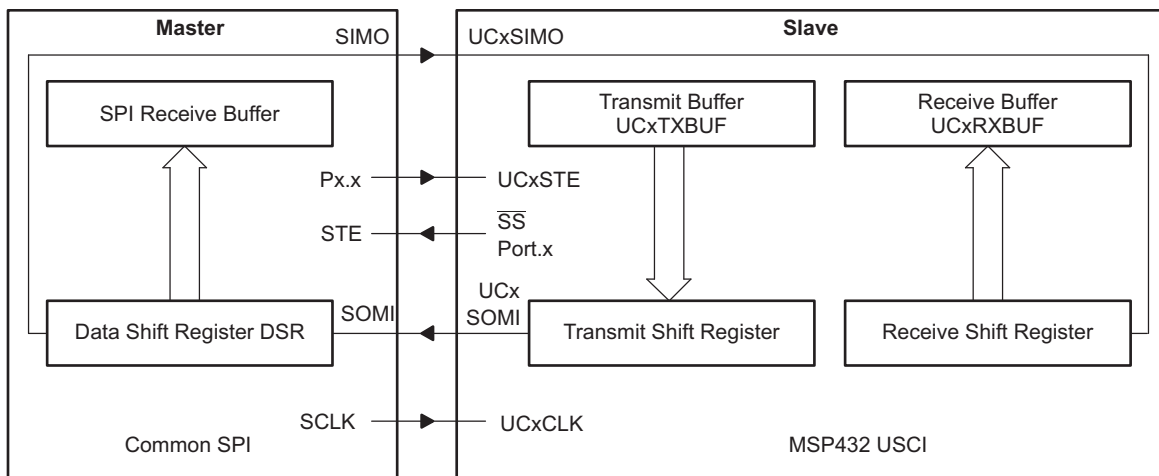 Master
Slave
SIMO
UCxSIMO
SPI Receive Buffer
Transmit Buffer
UCxTXBUF
Receive Buffer
UCxRXBUF
Px.x
UCxSTE
STE
SS
Port.x
Data Shift Register DSR
SOMI
UCx
SOMI
Transmit Shift Register
Receive Shift Register
SCLK
UCxCLK
Common SPI
MSP432 USCI